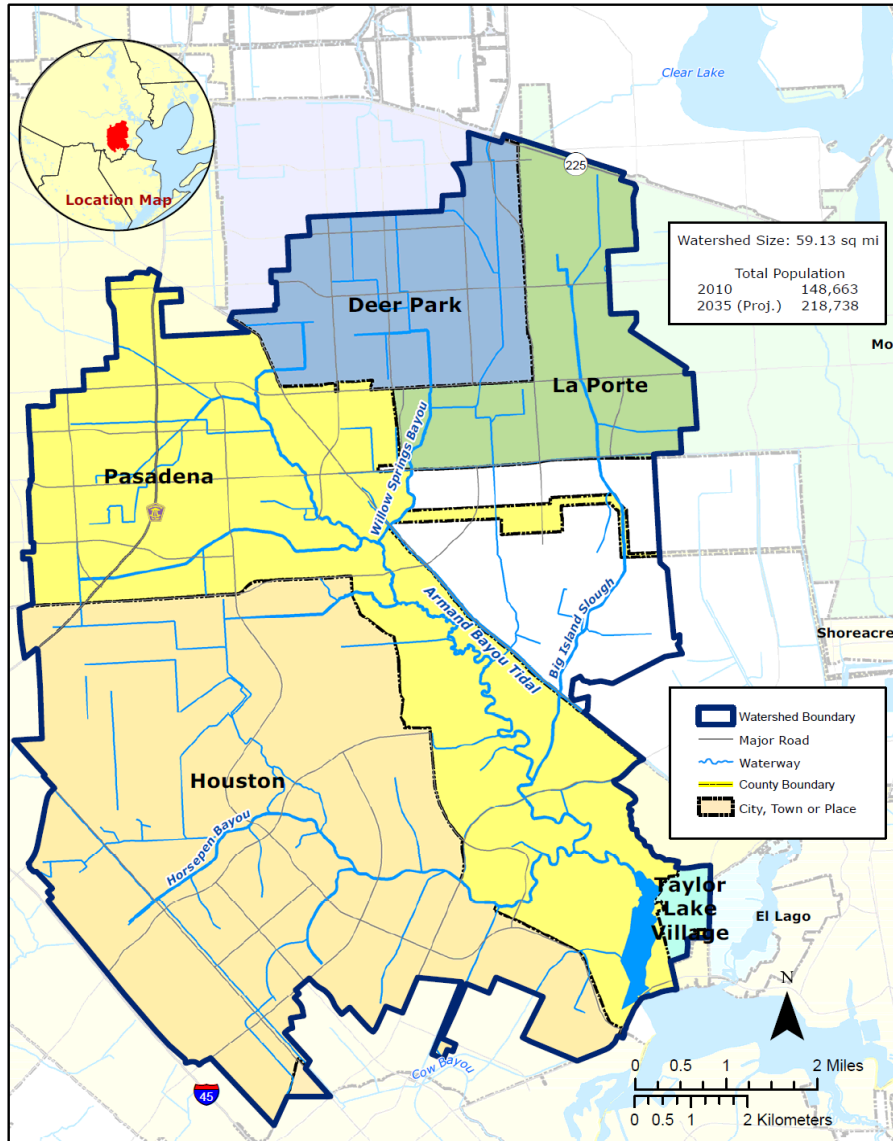 Clear Lake
225
Location Map
Watershed Size: 59.13 sq mi
Total Population
2010 148,663
2035 (Proj.) 218,738
Deer Park
Mo
La Porte
Pasadena
Willow Springs Bayou
Armand Bayou Tidal
Big Island Slough
Shoreacre
Watershed Boundary
Major Road
Waterway
County Boundary
City, Town or Place
Houston
Horsepen Bayou
Taylor
Lake
Village
El Lago
N
Cow Bayou
45
0 0.5 1 2 Miles
0 0.5 1 2 Kilometers